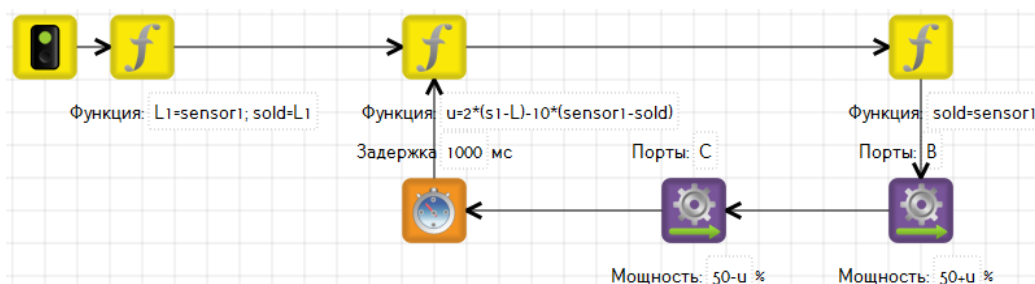 Функция: L1=sensor1; sold=L1
Функция: u=2*(s1-L)-10*(sensor1-sold)
Функция: sold=sensor1
Задержка 1000 мс
Порты: C
Порты: B
Мощность: 50-u %
Мощность: 50+u %